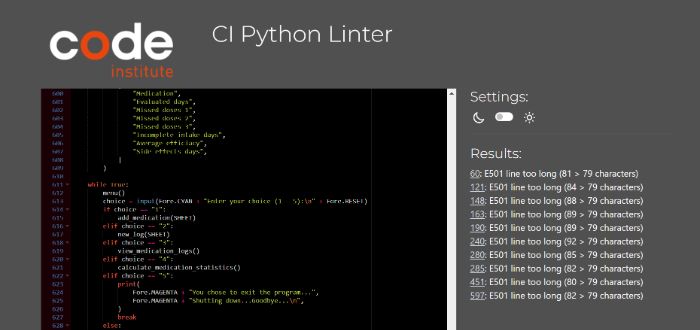 code
institute
CI Python Linter
600 "Medication",
601 "Evaluated days",
602 "Missed doses 1",
603 "Missed doses 2",
604 "Missed doses 3",
605 "Incomplete intake days",
606 "Average efficiacy",
607 "Side effects days",
608 ]
609 )
610
611 while True:
612 menu()
613 choice = input(Fore.CYAN + "Enter your choice (1 - 5):\n" + Fore.RESET)
614 if choice == "1":
615 add_medication(SHEET)
616 elif choice == "2":
617 new_log(SHEET)
618 elif choice == "3":
619 view_medication_logs()
620 elif choice == "4":
621 calculate_medication_statistics()
622 elif choice == "5":
623 print(
624 Fore.MAGENTA + "You chose to exit the program...",
625 Fore.MAGENTA + "Shutting down...Goodbye...\n",
626 )
627 break
628 else:
Settings:
Results:
60: E501 line too long (81 > 79 characters)
121: E501 line too long (84 > 79 characters)
148: E501 line too long (88 > 79 characters)
163: E501 line too long (89 > 79 characters)
190: E501 line too long (89 > 79 characters)
240: E501 line too long (92 > 79 characters)
280: E501 line too long (85 > 79 characters)
285: E501 line too long (82 > 79 characters)
451: E501 line too long (80 > 79 characters)
597: E501 line too long (82 > 79 characters)